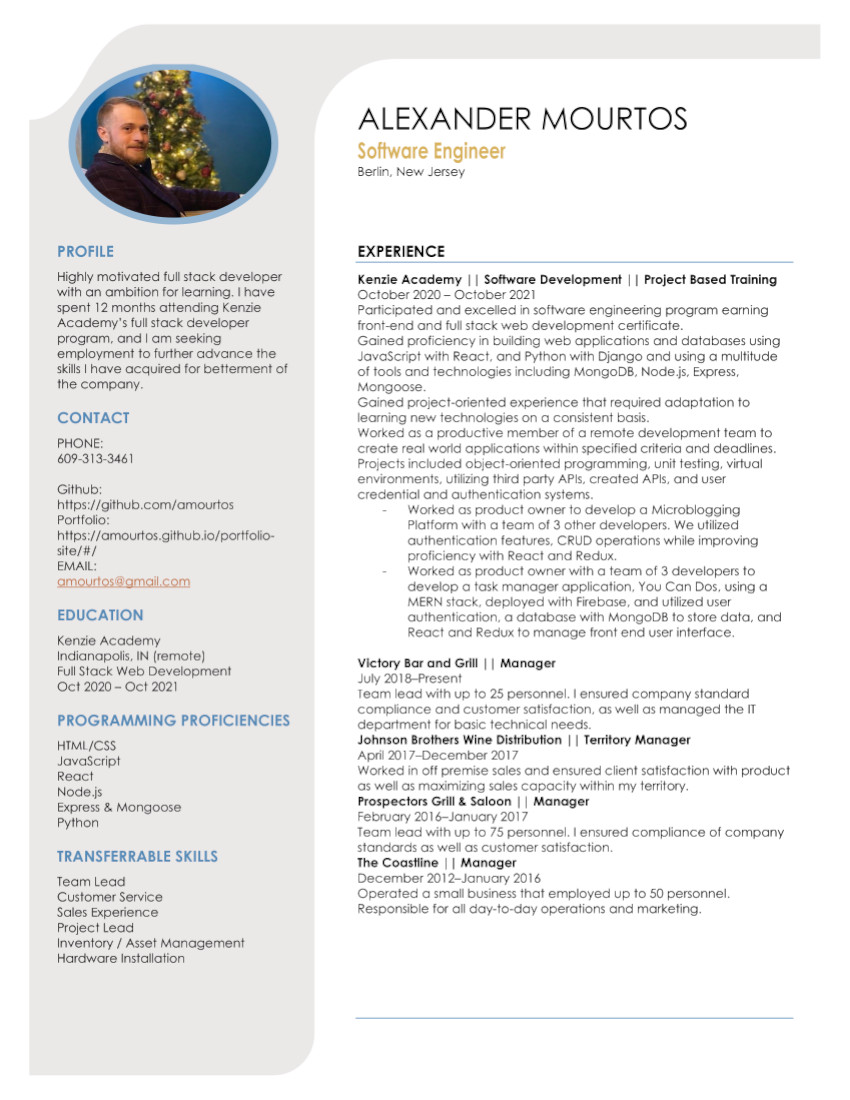 ALEXANDER MOURTOS
Software Engineer
Berlin, New Jersey
PROFILE
Highly motivated full stack developer
with an ambition for learning. I have
spent 12 months attending Kenzie
Academy's full stack developer
program, and I am seeking
employment to further advance the
skills I have acquired for betterment of
the company.
CONTACT
PHONE:
609-313-3461
Github:
https://github.com/amourtos
Portfolio:
https://amourtos.github.io/portfolio-
site/#/
EMAIL:
amourtos@gmail.com
EDUCATION
Kenzie Academy
Indianapolis, IN (remote)
Full Stack Web Development
Oct 2020 – Oct 2021
PROGRAMMING PROFICIENCIES
HTML/CSS
JavaScript
React
Node.js
Express & Mongoose
Python
TRANSFERRABLE SKILLS
Team Lead
Customer Service
Sales Experience
Project Lead
Inventory / Asset Management
Hardware Installation
EXPERIENCE
Kenzie Academy || Software Development || Project Based Training
October 2020 – October 2021
Participated and excelled in software engineering program earning
front-end and full stack web development certificate.
Gained proficiency in building web applications and databases using
JavaScript with React, and Python with Django and using a multitude
of tools and technologies including MongoDB, Node.js, Express,
Mongoose.
Gained project-oriented experience that required adaptation to
learning new technologies on a consistent basis.
Worked as a productive member of a remote development team to
create real world applications within specified criteria and deadlines.
Projects included object-oriented programming, unit testing, virtual
environments, utilizing third party APIs, created APIs, and user
credential and authentication systems.
- Worked as product owner to develop a Microblogging
Platform with a team of 3 other developers. We utilized
authentication features, CRUD operations while improving
proficiency with React and Redux.
- Worked as product owner with a team of 3 developers to
develop a task manager application, You Can Dos, using a
MERN stack, deployed with Firebase, and utilized user
authentication, a database with MongoDB to store data, and
React and Redux to manage front end user interface.
Victory Bar and Grill || Manager
July 2018–Present
Team lead with up to 25 personnel. I ensured company standard
compliance and customer satisfaction, as well as managed the IT
department for basic technical needs.
Johnson Brothers Wine Distribution || Territory Manager
April 2017–December 2017
Worked in off premise sales and ensured client satisfaction with product
as well as maximizing sales capacity within my territory.
Prospectors Grill & Saloon || Manager
February 2016–January 2017
Team lead with up to 75 personnel. I ensured compliance of company
standards as well as customer satisfaction.
The Coastline || Manager
December 2012–January 2016
Operated a small business that employed up to 50 personnel.
Responsible for all day-to-day operations and marketing.